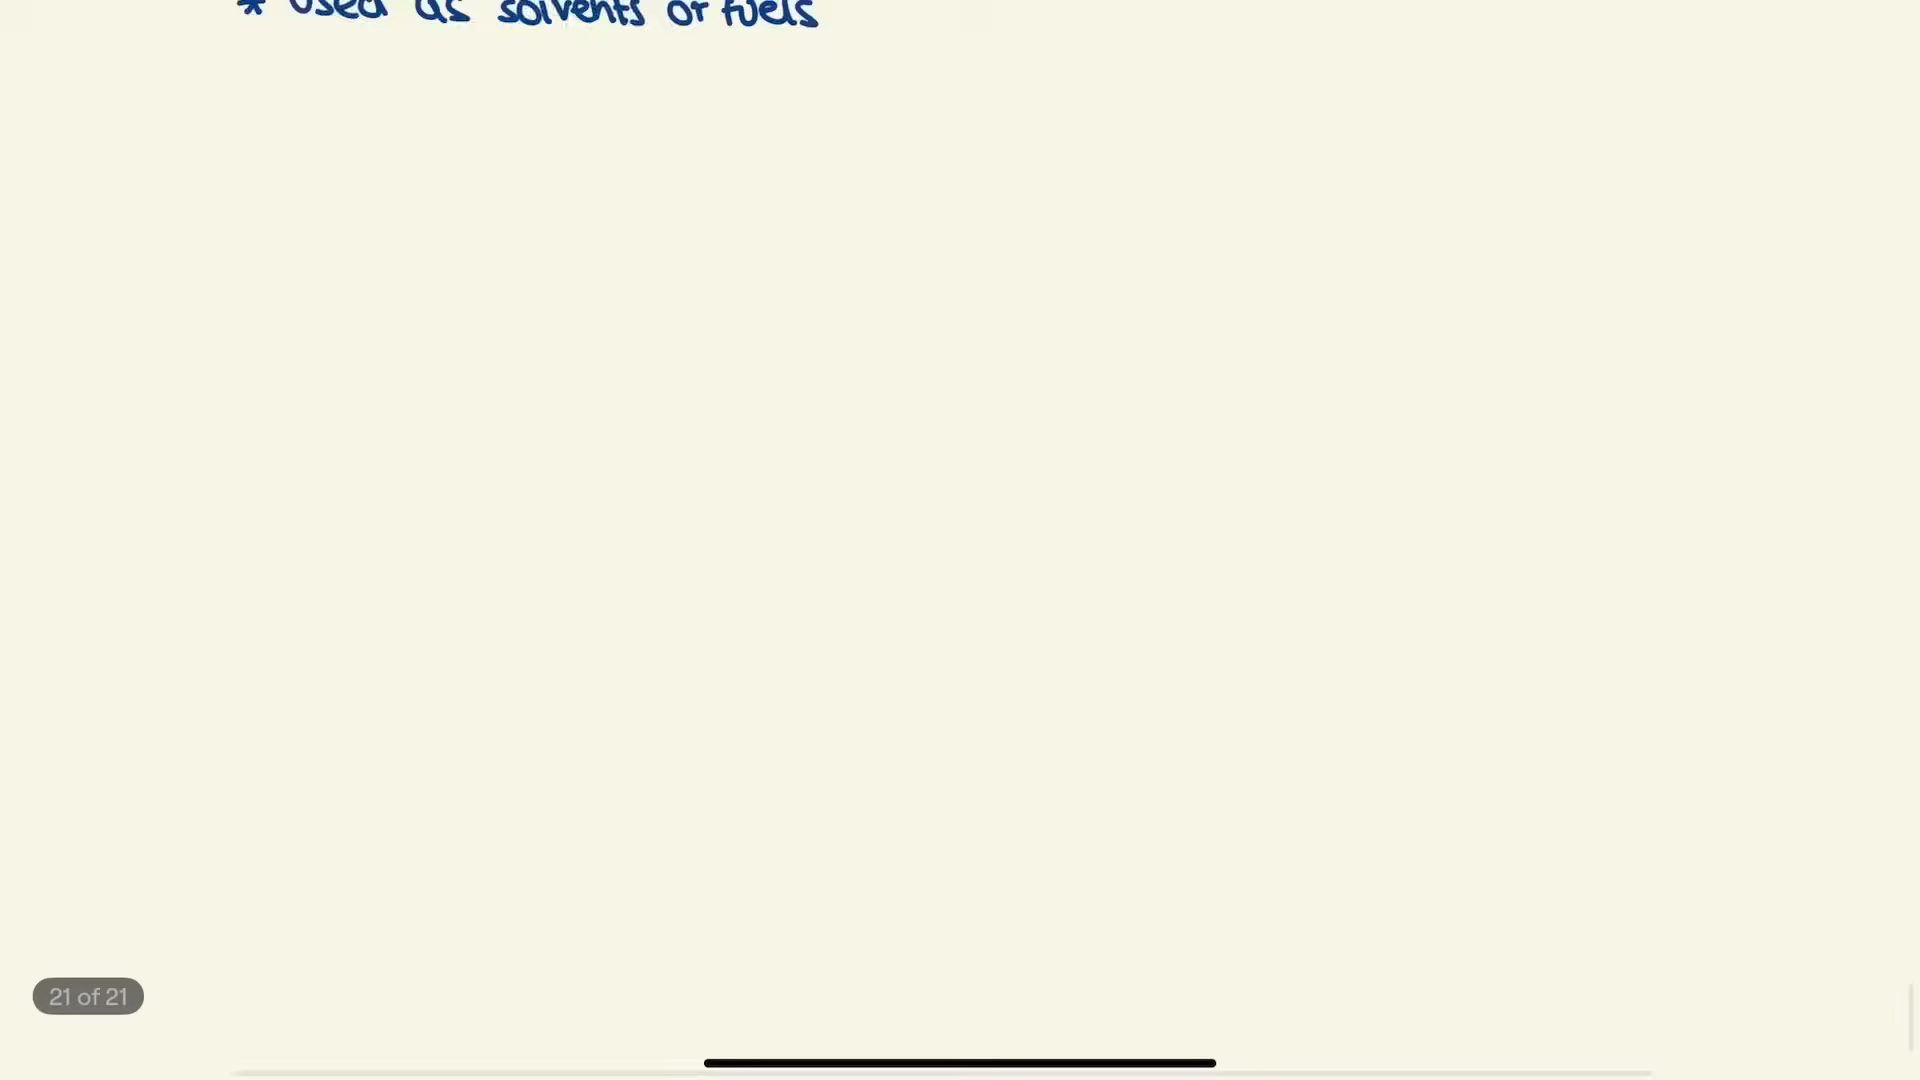 * Used as solvents or fuels
21 of 21